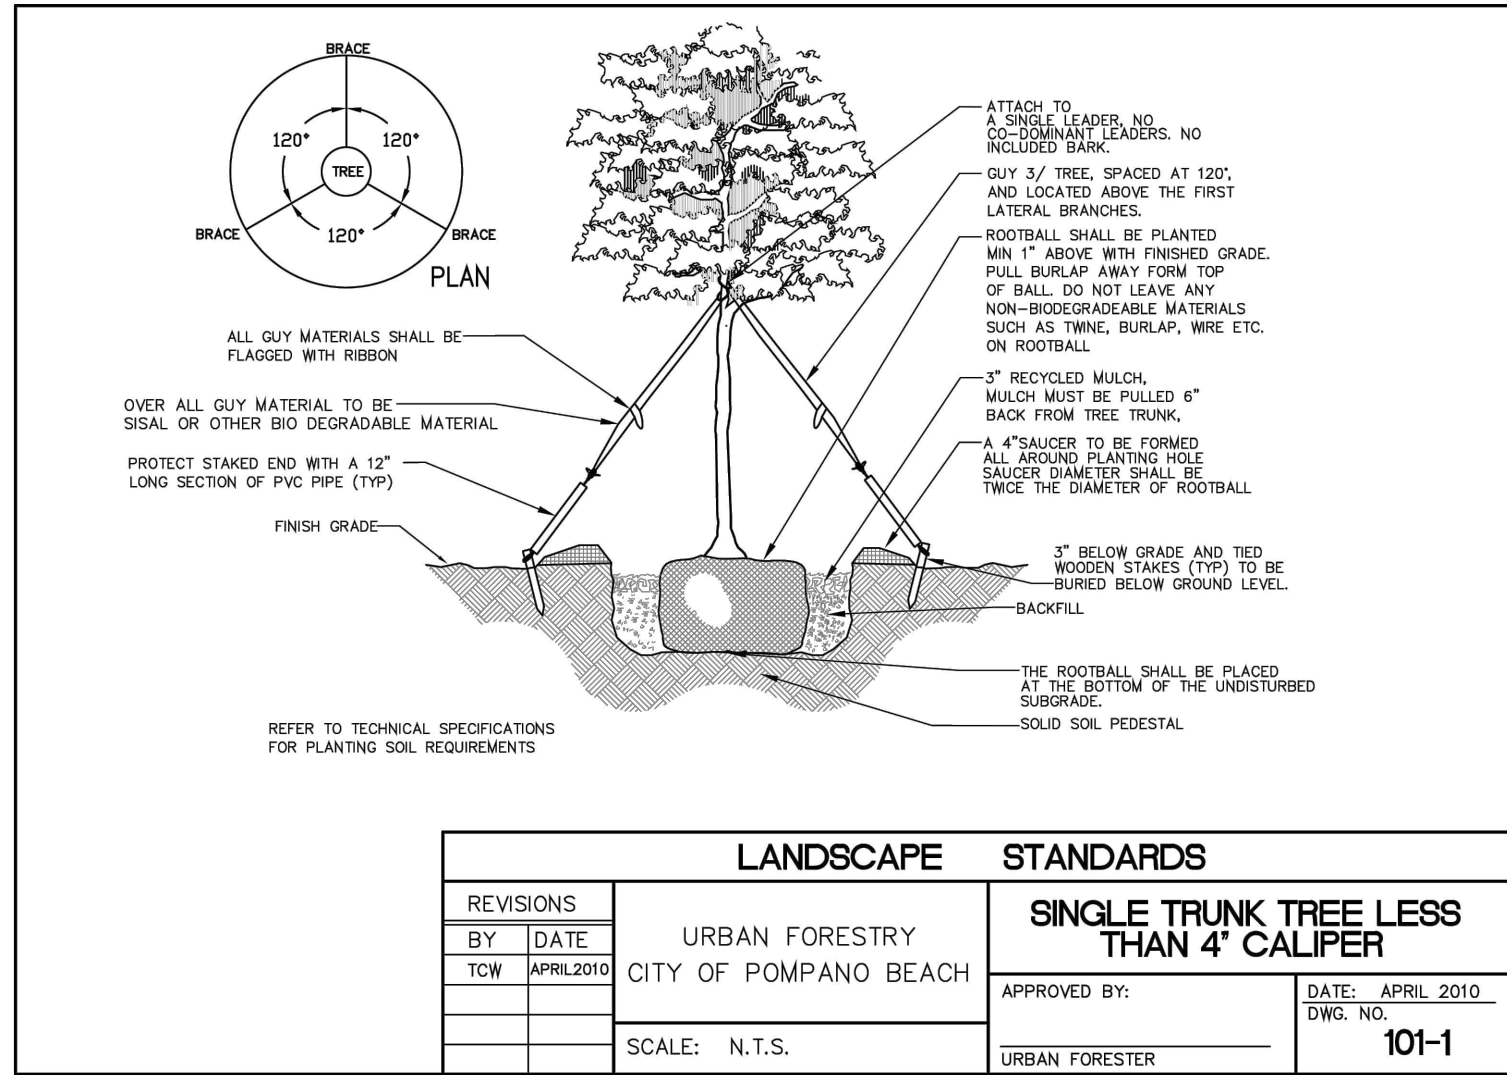 BRACE
120°
120°
TREE
BRACE
120°
BRACE
PLAN
ALL GUY MATERIALS SHALL BE
FLAGGED WITH RIBBON
OVER ALL GUY MATERIAL TO BE
SISAL OR OTHER BIO DEGRADABLE MATERIAL
PROTECT STAKED END WITH A 12"
LONG SECTION OF PVC PIPE (TYP)
FINISH GRADE
ATTACH TO
A SINGLE LEADER, NO
CO-DOMINANT LEADERS. NO
INCLUDED BARK.
GUY 3/ TREE, SPACED AT 120°,
AND LOCATED ABOVE THE FIRST
LATERAL BRANCHES.
ROOTBALL SHALL BE PLANTED
MIN 1" ABOVE WITH FINISHED GRADE.
PULL BURLAP AWAY FORM TOP
OF BALL. DO NOT LEAVE ANY
NON-BIODEGRADEABLE MATERIALS
SUCH AS TWINE, BURLAP, WIRE ETC.
ON ROOTBALL
3" RECYCLED MULCH,
MULCH MUST BE PULLED 6"
BACK FROM TREE TRUNK,
A 4"SAUCER TO BE FORMED
ALL AROUND PLANTING HOLE
SAUCER DIAMETER SHALL BE
TWICE THE DIAMETER OF ROOTBALL
3" BELOW GRADE AND TIED
WOODEN STAKES (TYP) TO BE
BURIED BELOW GROUND LEVEL.
BACKFILL
THE ROOTBALL SHALL BE PLACED
AT THE BOTTOM OF THE UNDISTURBED
SUBGRADE.
SOLID SOIL PEDESTAL
REFER TO TECHNICAL SPECIFICATIONS
FOR PLANTING SOIL REQUIREMENTS
LANDSCAPE STANDARDS
REVISIONS
BY DATE
TCW APRIL2010
URBAN FORESTRY
CITY OF POMPANO BEACH
SCALE: N.T.S.
SINGLE TRUNK TREE LESS
THAN 4" CALIPER
APPROVED BY:
URBAN FORESTER
DATE: APRIL 2010
DWG. NO.
101-1